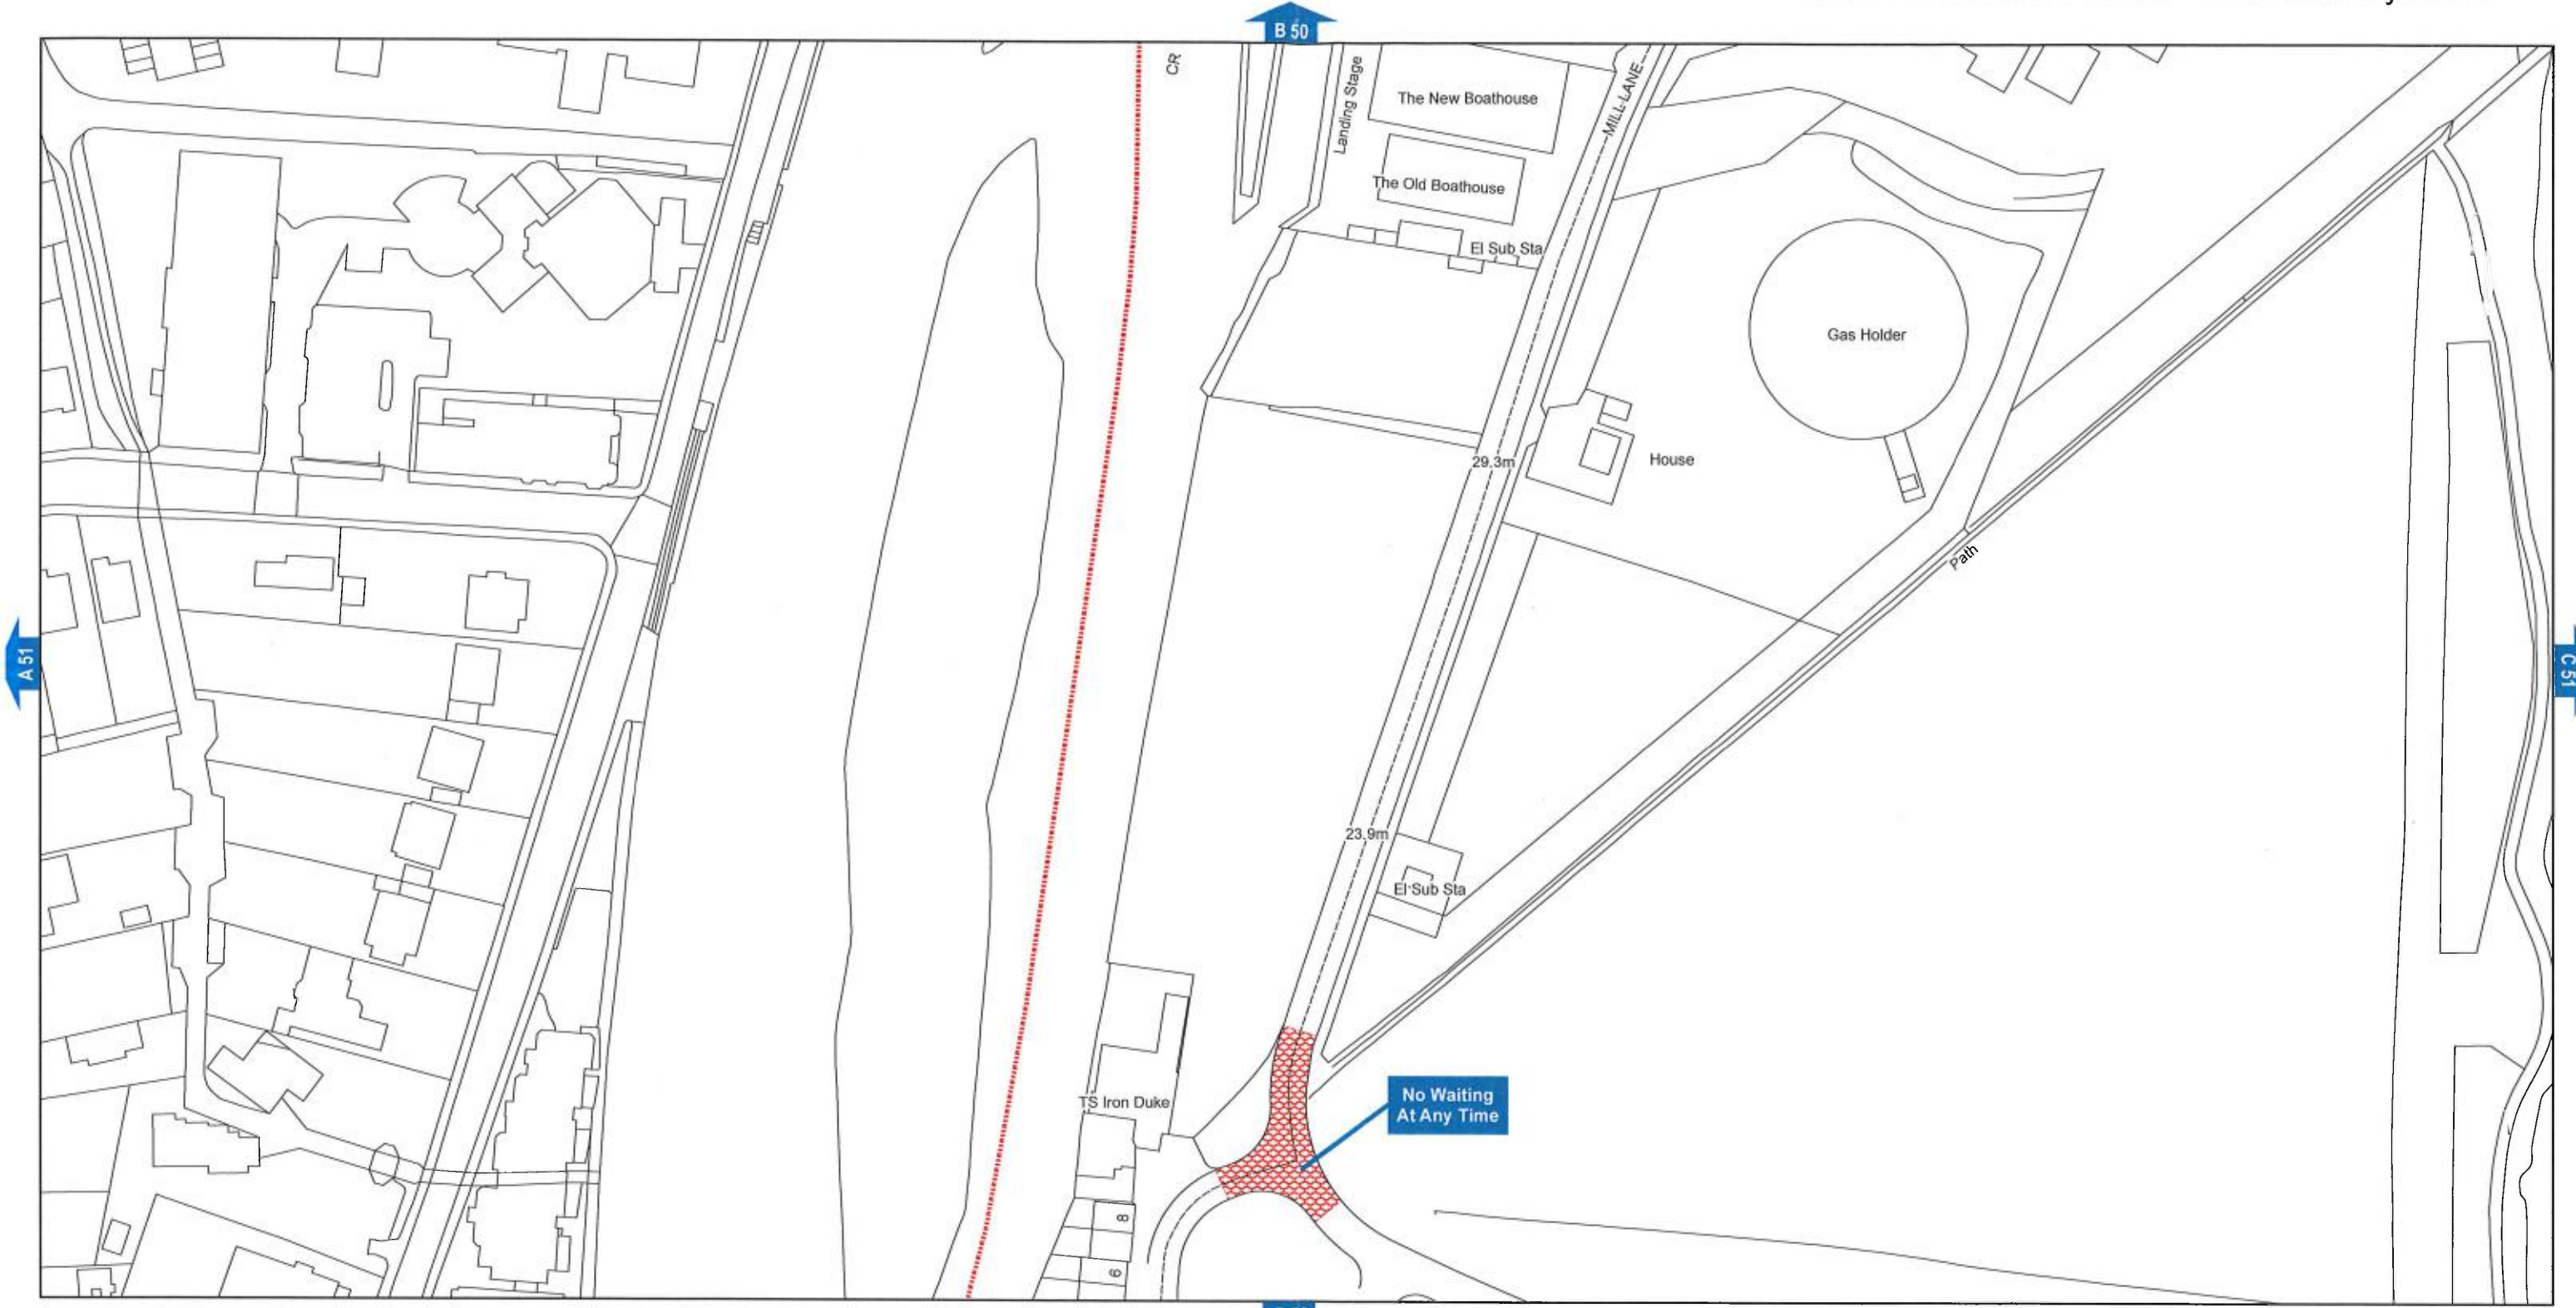 B 50
CR
Landing Stage
The New Boathouse
MILL LANE
The Old Boathouse
El Sub Sta
Gas Holder
29.3m
House
Path
A 51
C 51
23.9m
El Sub Sta
TS Iron Duke
No Waiting
At Any Time
8
6